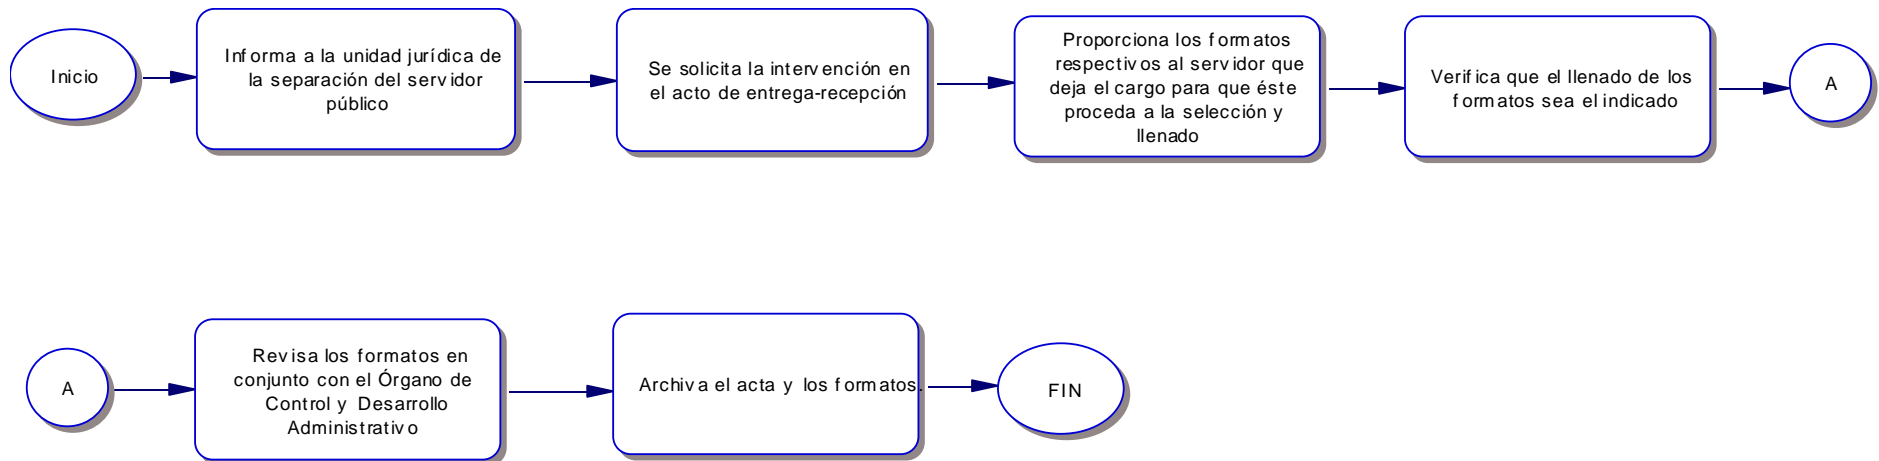 Inicio
Informa a la unidad jurídica de
la separación del servidor
público
Se solicita la intervención en
el acto de entrega-recepción
Proporciona los formatos
respectivos al servidor que
deja el cargo para que éste
proceda a la selección y
llenado
Verifica que el llenado de los
formatos sea el indicado
A
A
Revisa los formatos en
conjunto con el Órgano de
Control y Desarrollo
Administrativo
Archiva el acta y los formatos.
FIN